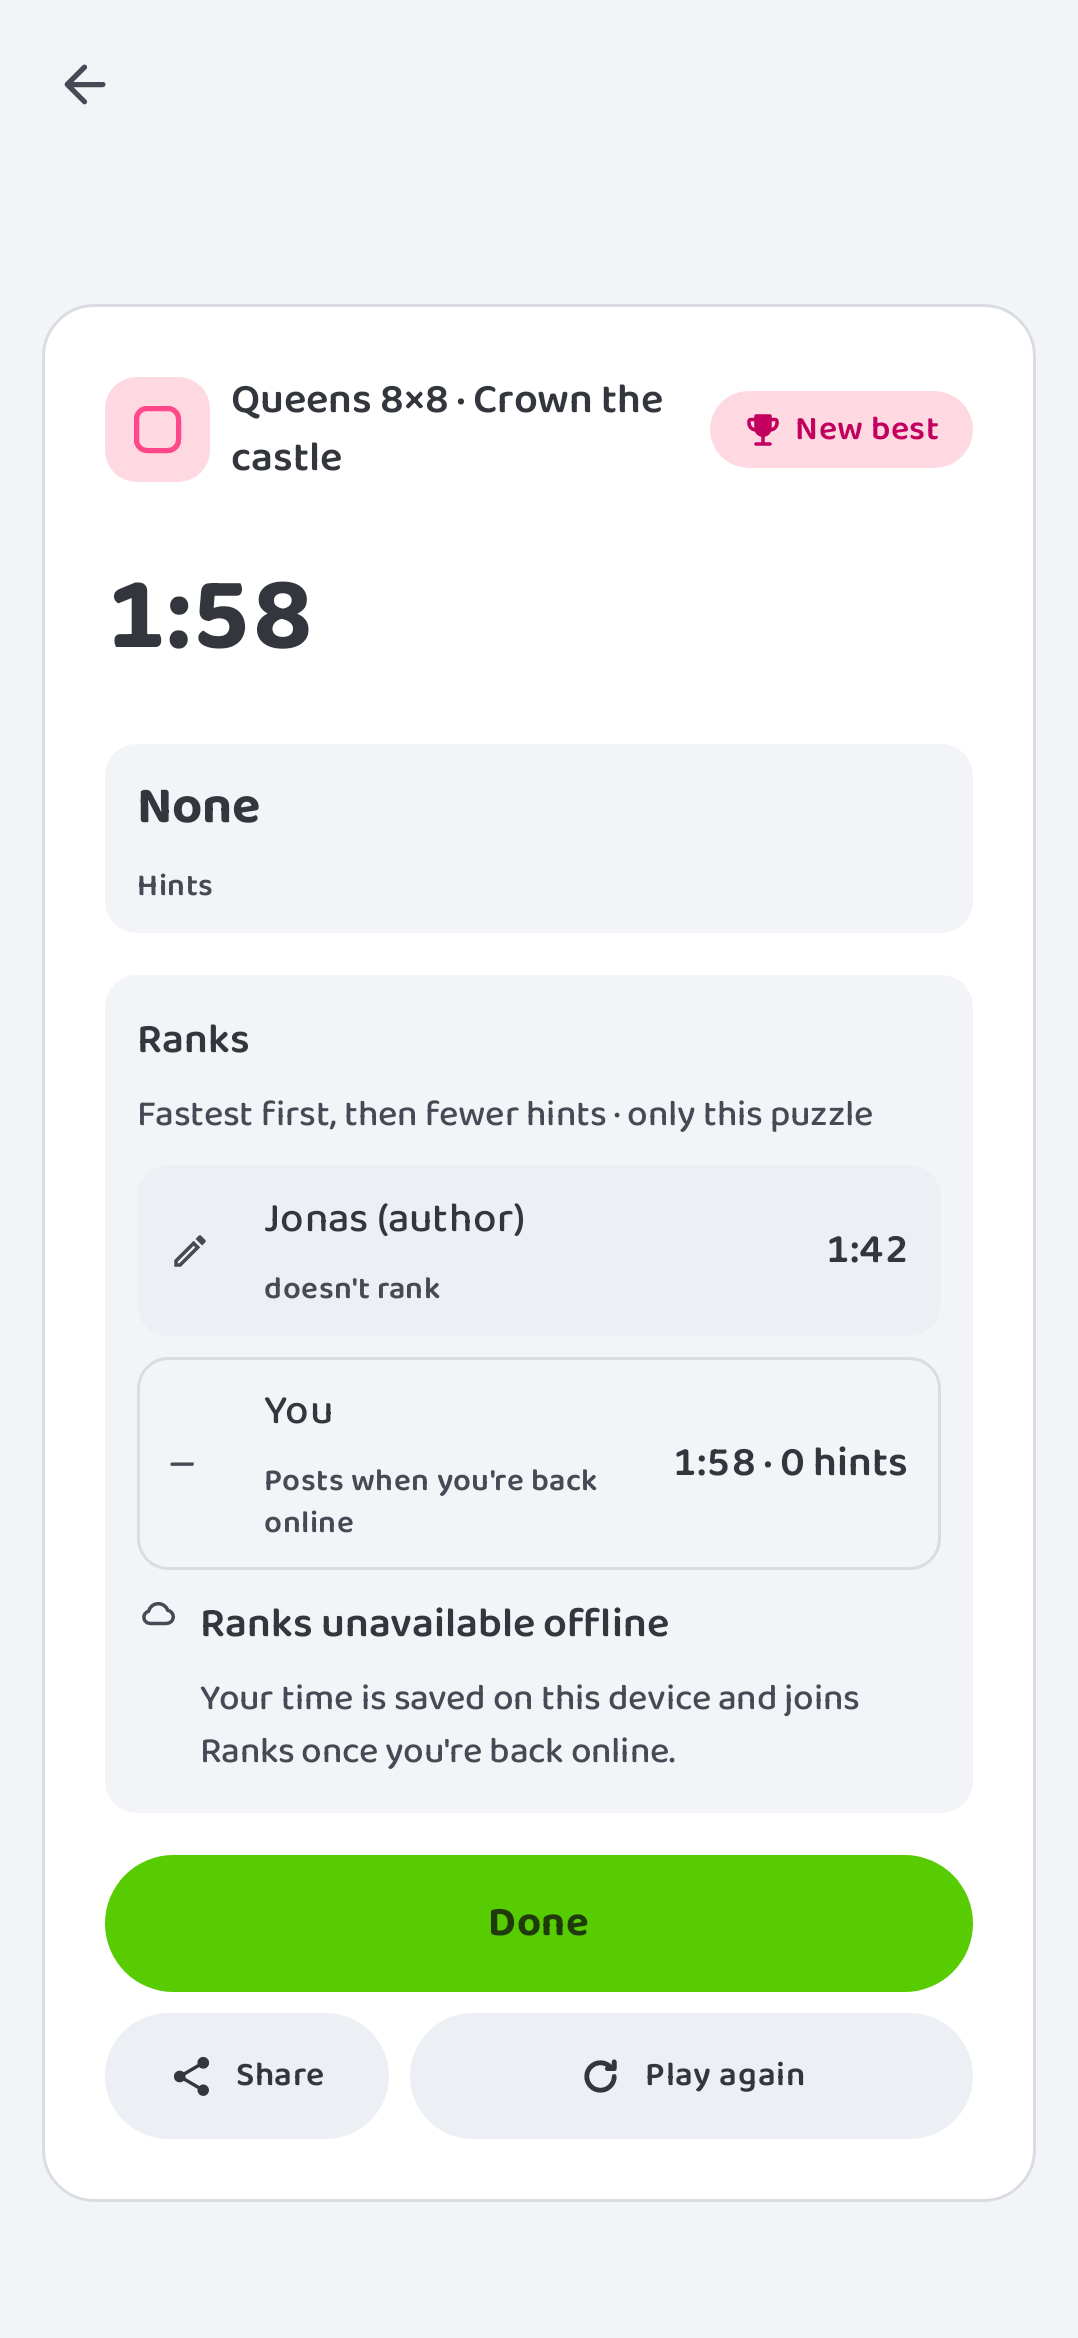 Queens 8×8 · Crown the
castle
New best
1:58
None
Hints
Ranks
Fastest first, then fewer hints · only this puzzle
Jonas (author)
doesn't rank
1:42
–
You
Posts when you're back
online
1:58 · 0 hints
Ranks unavailable offline
Your time is saved on this device and joins
Ranks once you're back online.
Done
Share
Play again